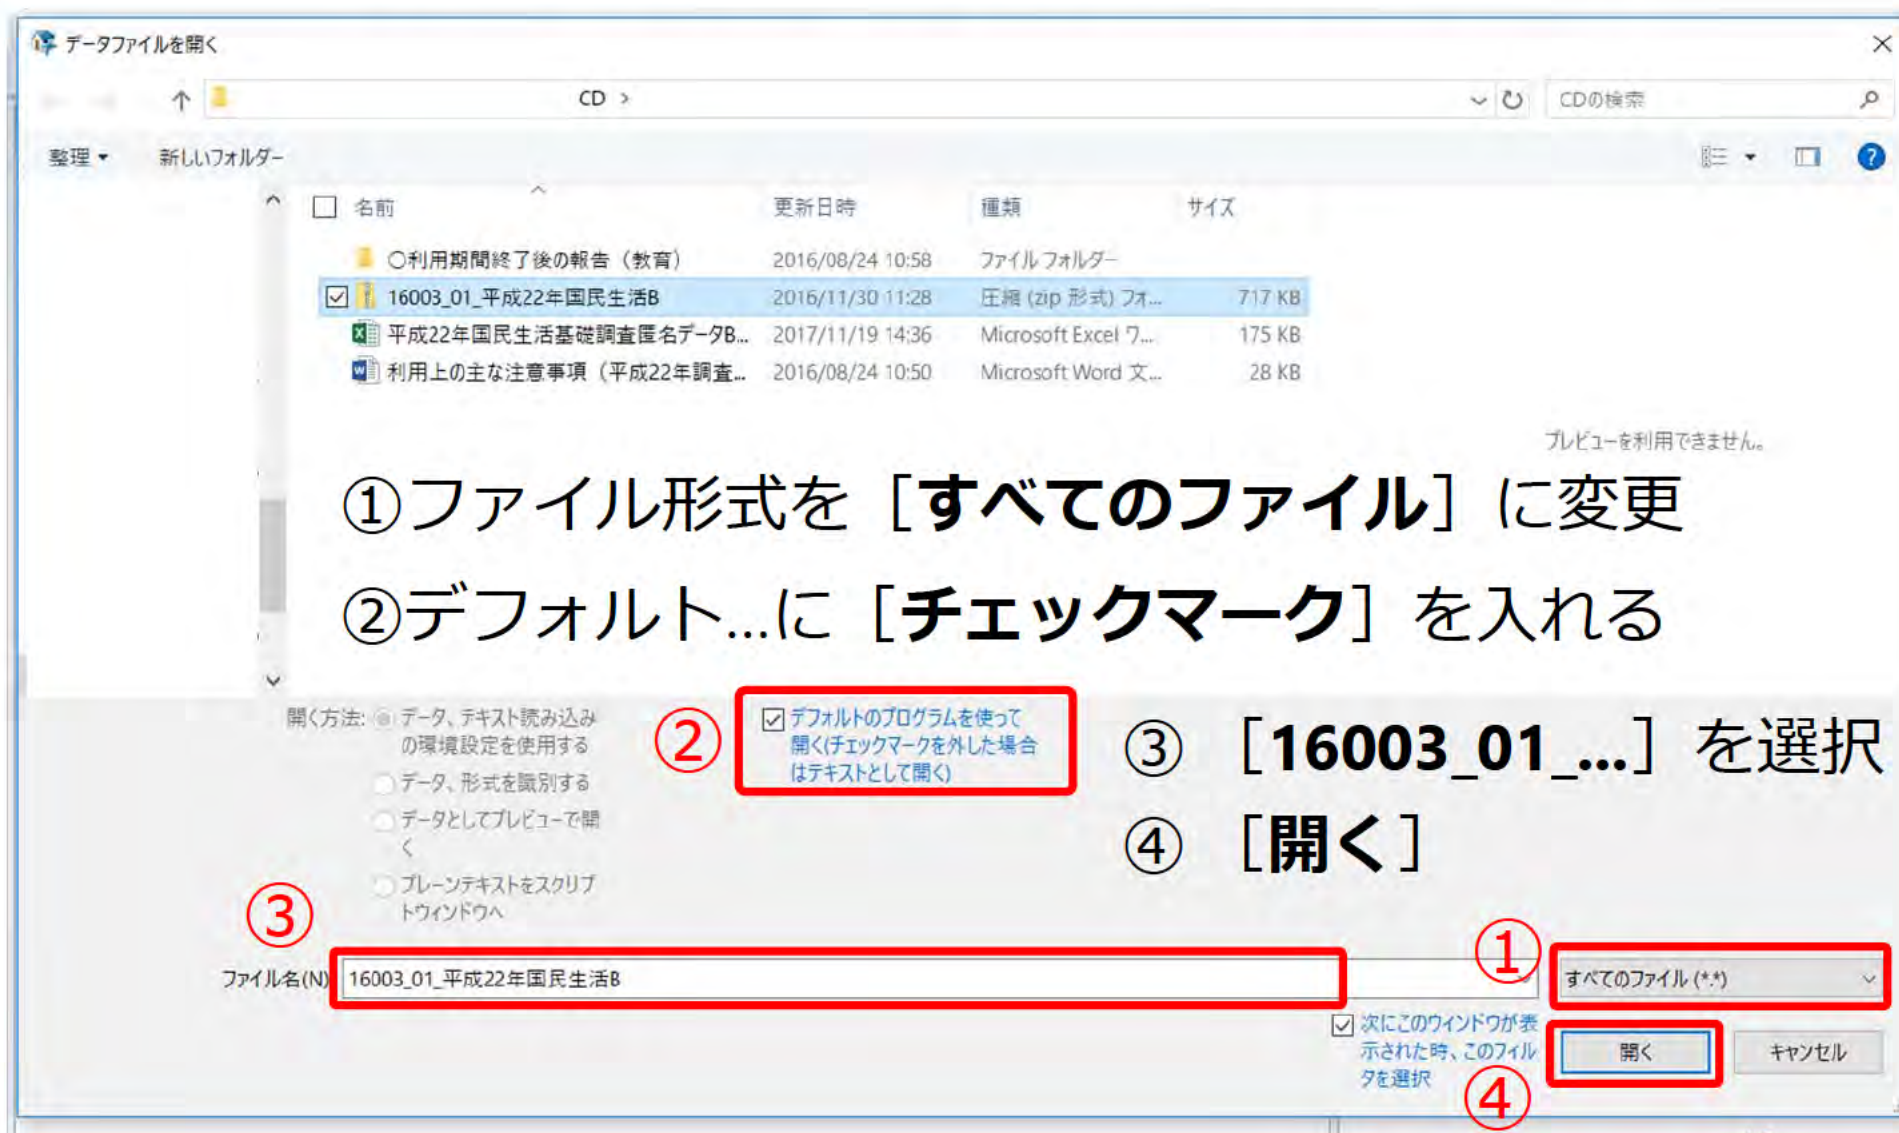 データファイルを開く
CD >
CDの検索
整理
新しいフォルダー
名前 更新日時 種類 サイズ
〇利用期間終了後の報告（教育） 2016/08/24 10:58 ファイル フォルダー
16003_01_平成22年国民生活B 2016/11/30 11:28 圧縮 (zip 形式) フォ... 717 KB
平成22年国民生活基礎調査匿名データB... 2017/11/19 14:36 Microsoft Excel ワ... 175 KB
利用上の主な注意事項（平成22年調査... 2016/08/24 10:50 Microsoft Word 文... 28 KB
プレビューを利用できません。
①ファイル形式を［すべてのファイル］に変更
②デフォルト...に［チェックマーク］を入れる
開く方法: データ、テキスト読み込み
の環境設定を使用する
データ、形式を識別する
データとしてプレビューで開
く
プレーンテキストをスクリプ
トウィンドウへ
②
デフォルトのプログラムを使って
開く(チェックマークを外した場合
はテキストとして開く)
③ ［16003_01_...］を選択
④ ［開く］
③
ファイル名(N) 16003_01_平成22年国民生活B
①
すべてのファイル (*.*)
次にこのウィンドウが表
示された時、このフィル
タを選択
④
開く
キャンセル